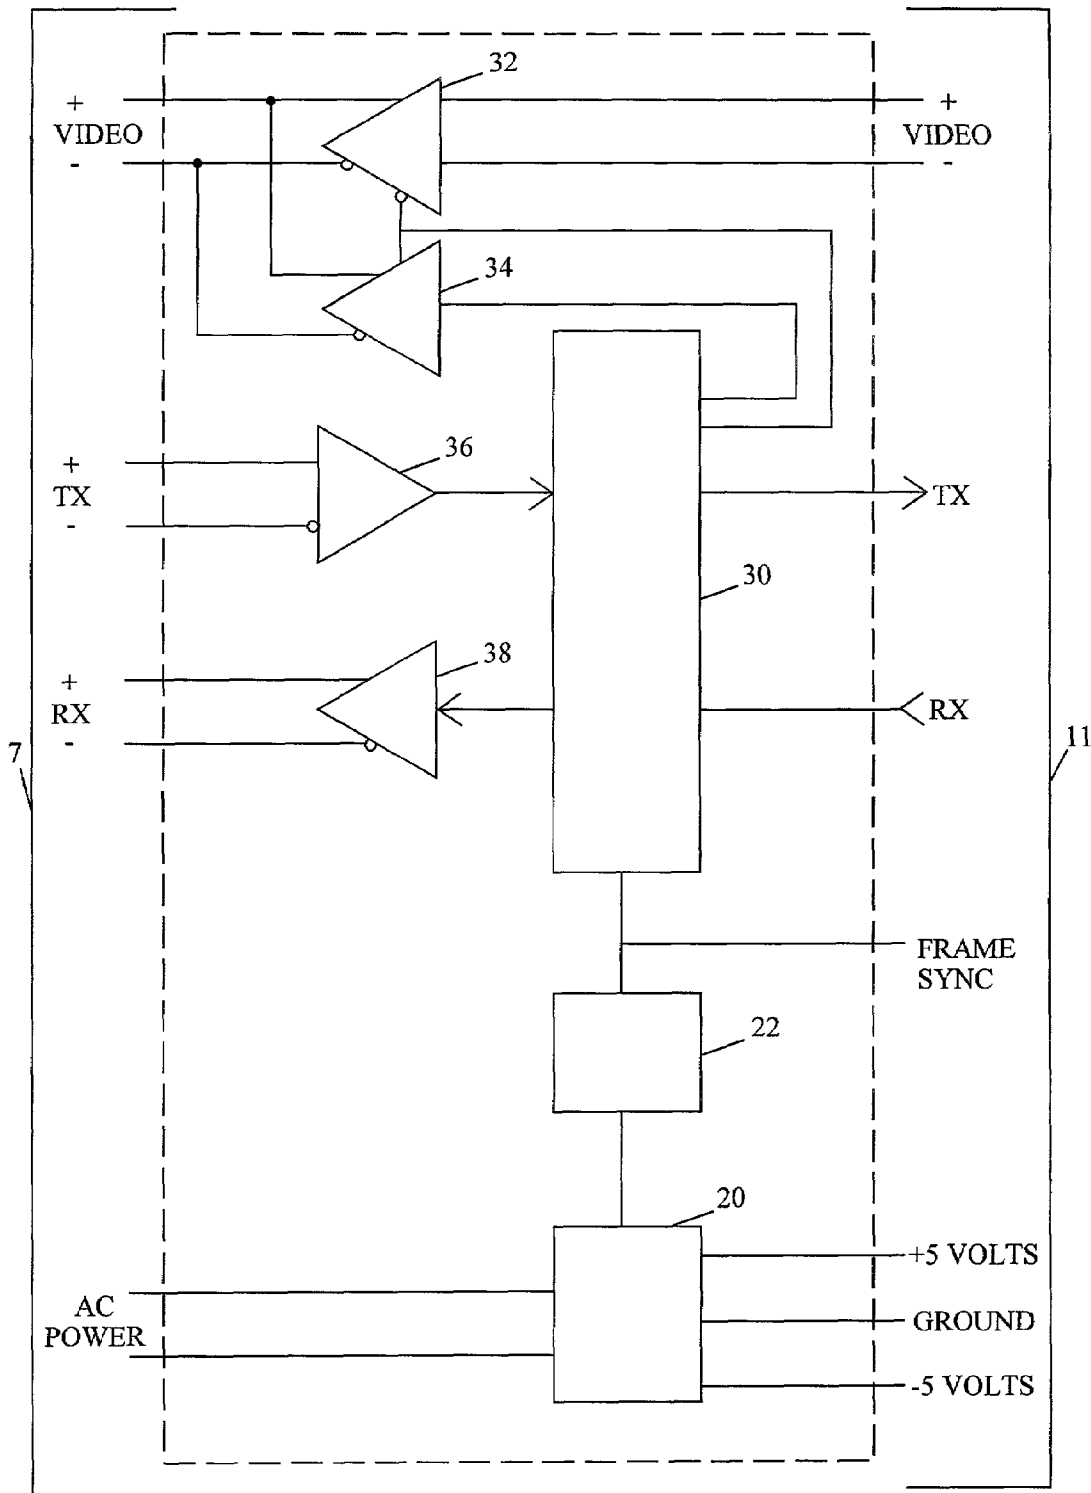 32
+
VIDEO
-
+
VIDEO
-
34
+
TX
-
36
TX
30
+
RX
-
38
RX
7
11
FRAME
SYNC
22
20
AC
POWER
+5 VOLTS
GROUND
-5 VOLTS